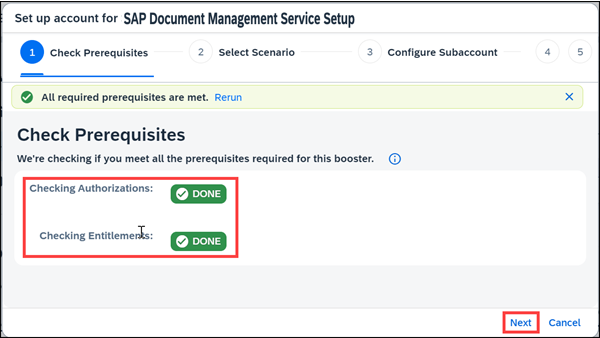 Set up account for SAP Document Management Service Setup
1 Check Prerequisites 2 Select Scenario 3 Configure Subaccount 4 5
All required prerequisites are met. Rerun
Check Prerequisites
We're checking if you meet all the prerequisites required for this booster.
Checking Authorizations: DONE
Checking Entitlements: DONE
Next Cancel